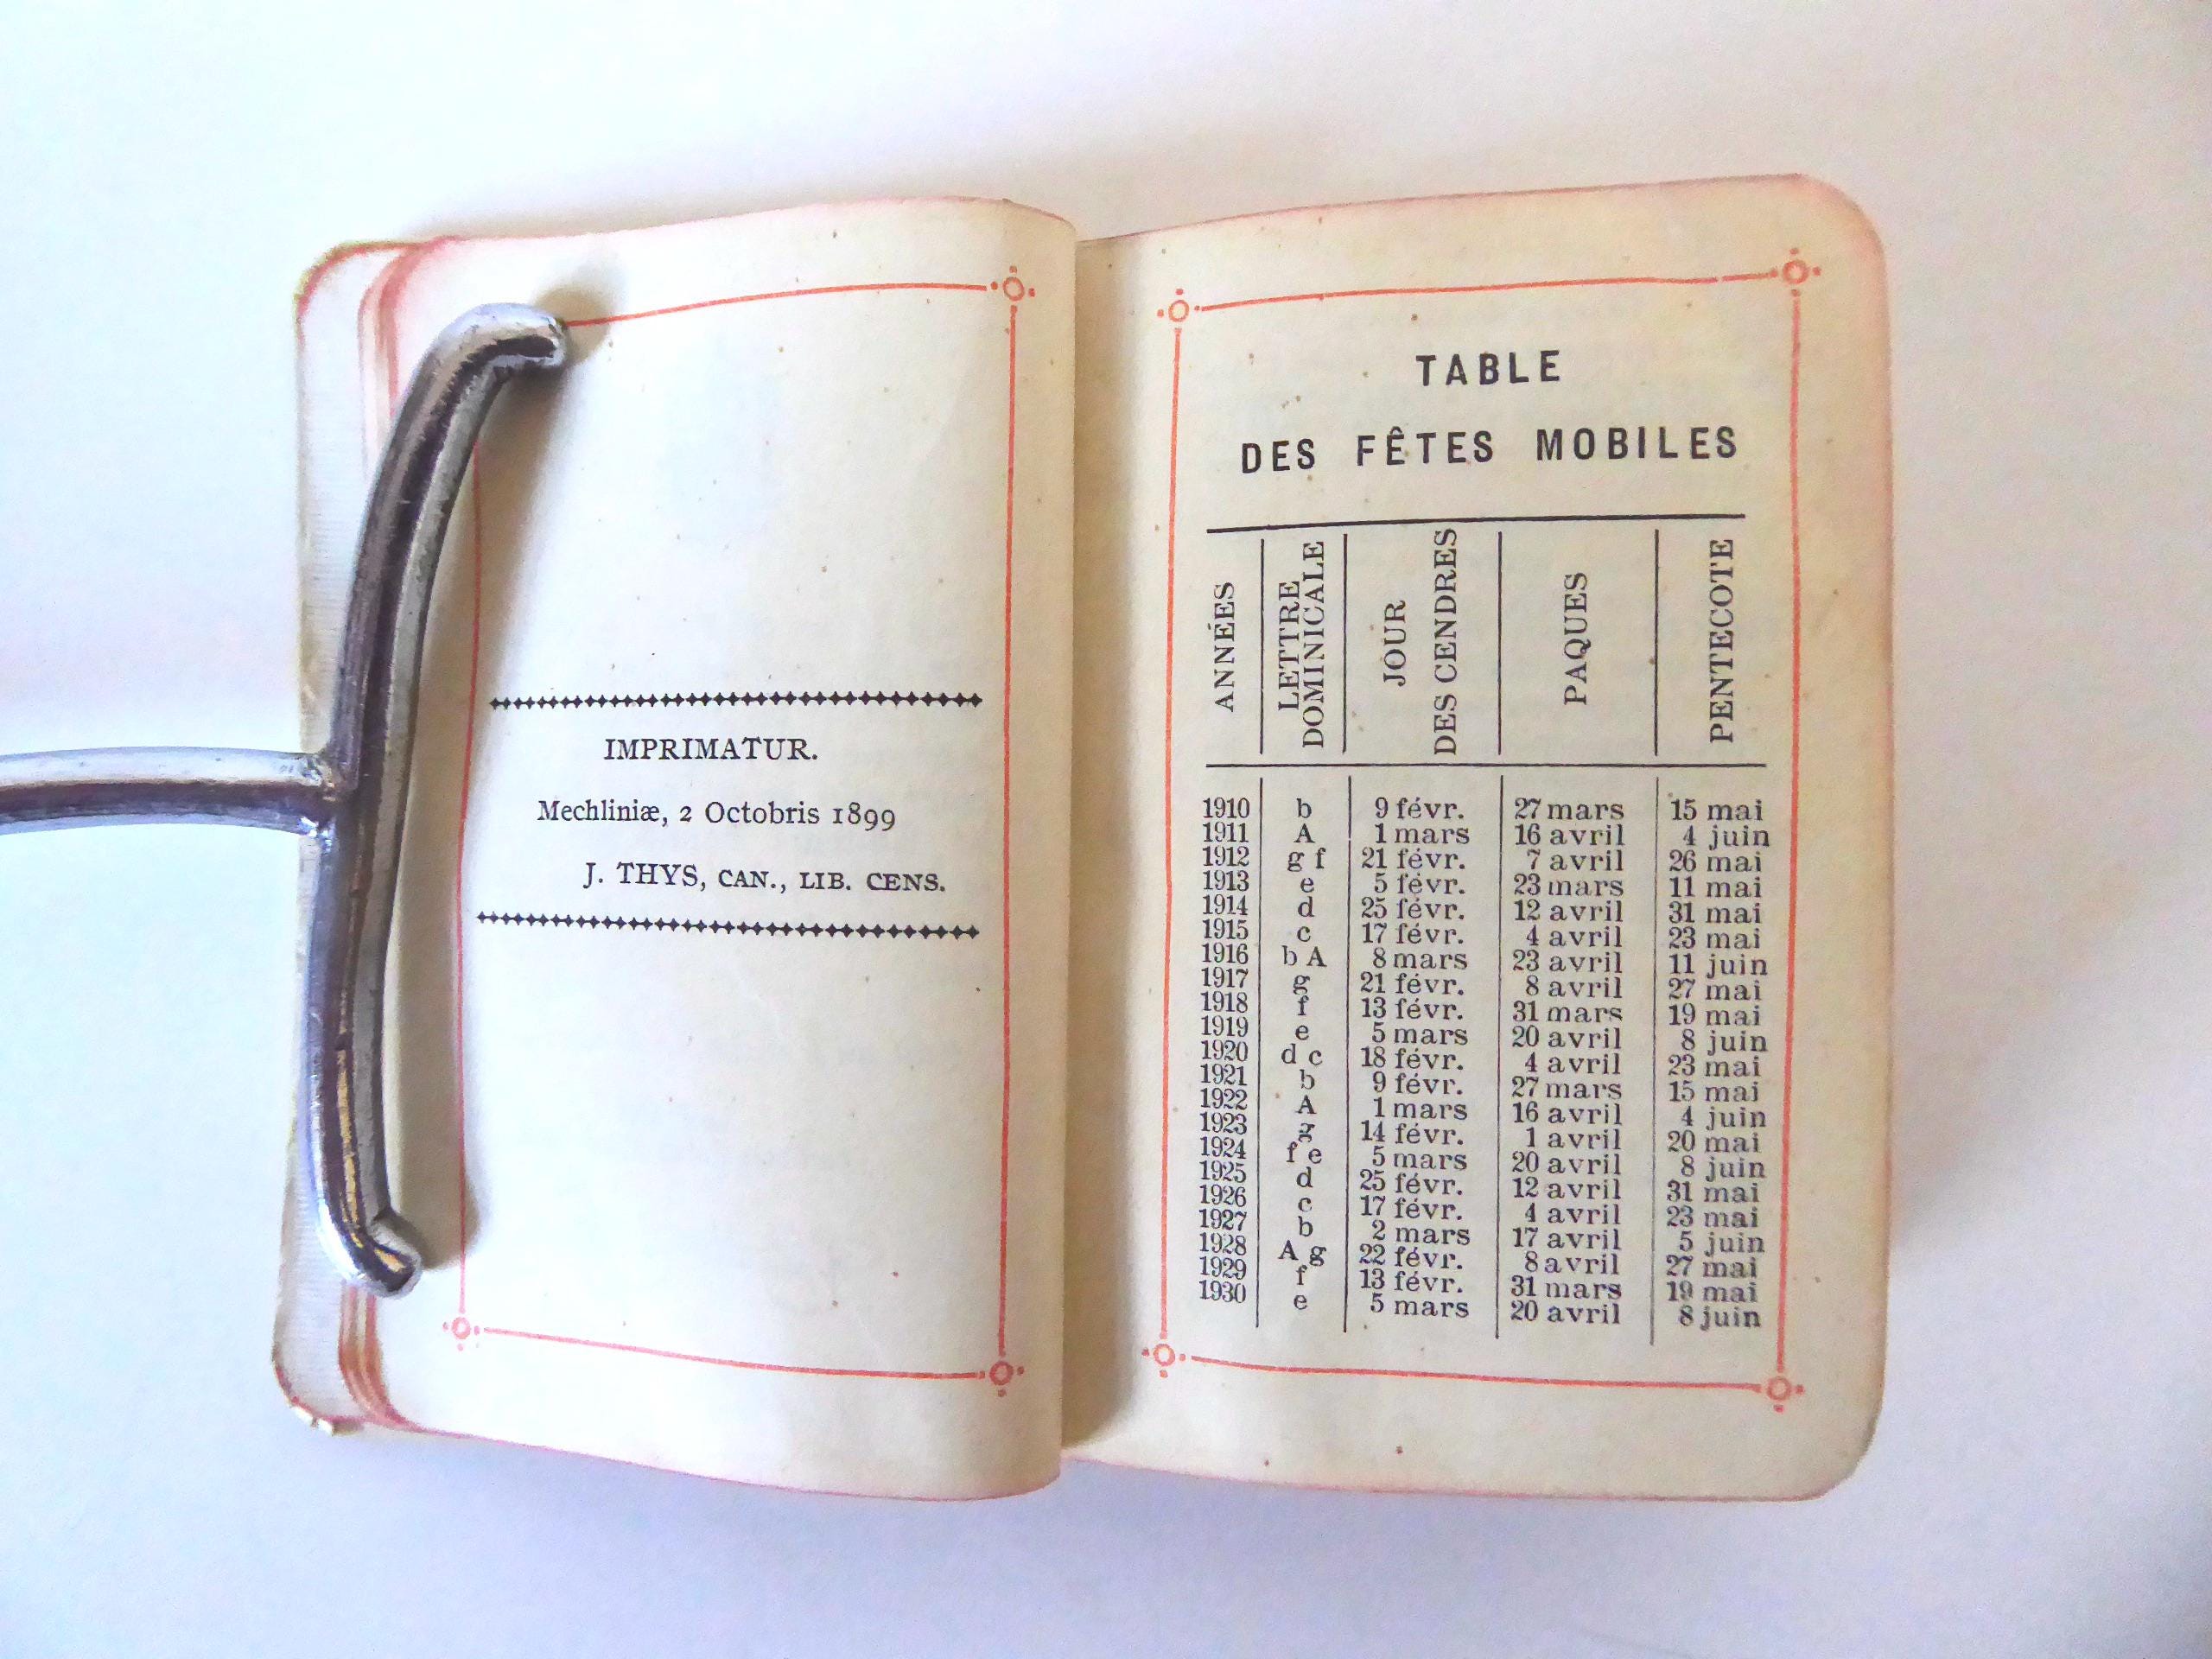 IMPRIMATUR.
Mechliniæ, 2 Octobris 1899
J. THYS, CAN., LIB. CENS.
TABLE
DES FÊTES MOBILES
ANNÉES LETTRE DOMINICALE JOUR DES CENDRES PAQUES PENTECOTE
1910 b 9 févr. 27 mars 15 mai
1911 A 1 mars 16 avril 4 juin
1912 g f 21 févr. 7 avril 26 mai
1913 e 5 févr. 23 mars 11 mai
1914 d 25 févr. 12 avril 31 mai
1915 c 17 févr. 4 avril 23 mai
1916 b A 8 mars 23 avril 11 juin
1917 g 21 févr. 8 avril 27 mai
1918 f 13 févr. 31 mars 19 mai
1919 e 5 mars 20 avril 8 juin
1920 d c 18 févr. 4 avril 23 mai
1921 b 9 févr. 27 mars 15 mai
1922 A 1 mars 16 avril 4 juin
1923 g 14 févr. 1 avril 20 mai
1924 f e 5 mars 20 avril 8 juin
1925 d 25 févr. 12 avril 31 mai
1926 c 17 févr. 4 avril 23 mai
1927 b 2 mars 17 avril 5 juin
1928 A g 22 févr. 8 avril 27 mai
1929 f 13 févr. 31 mars 19 mai
1930 e 5 mars 20 avril 8 juin